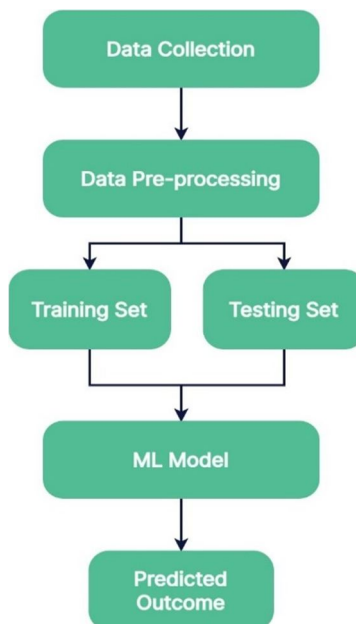 Data Collection
Data Pre-processing
Training Set
Testing Set
ML Model
Predicted
Outcome